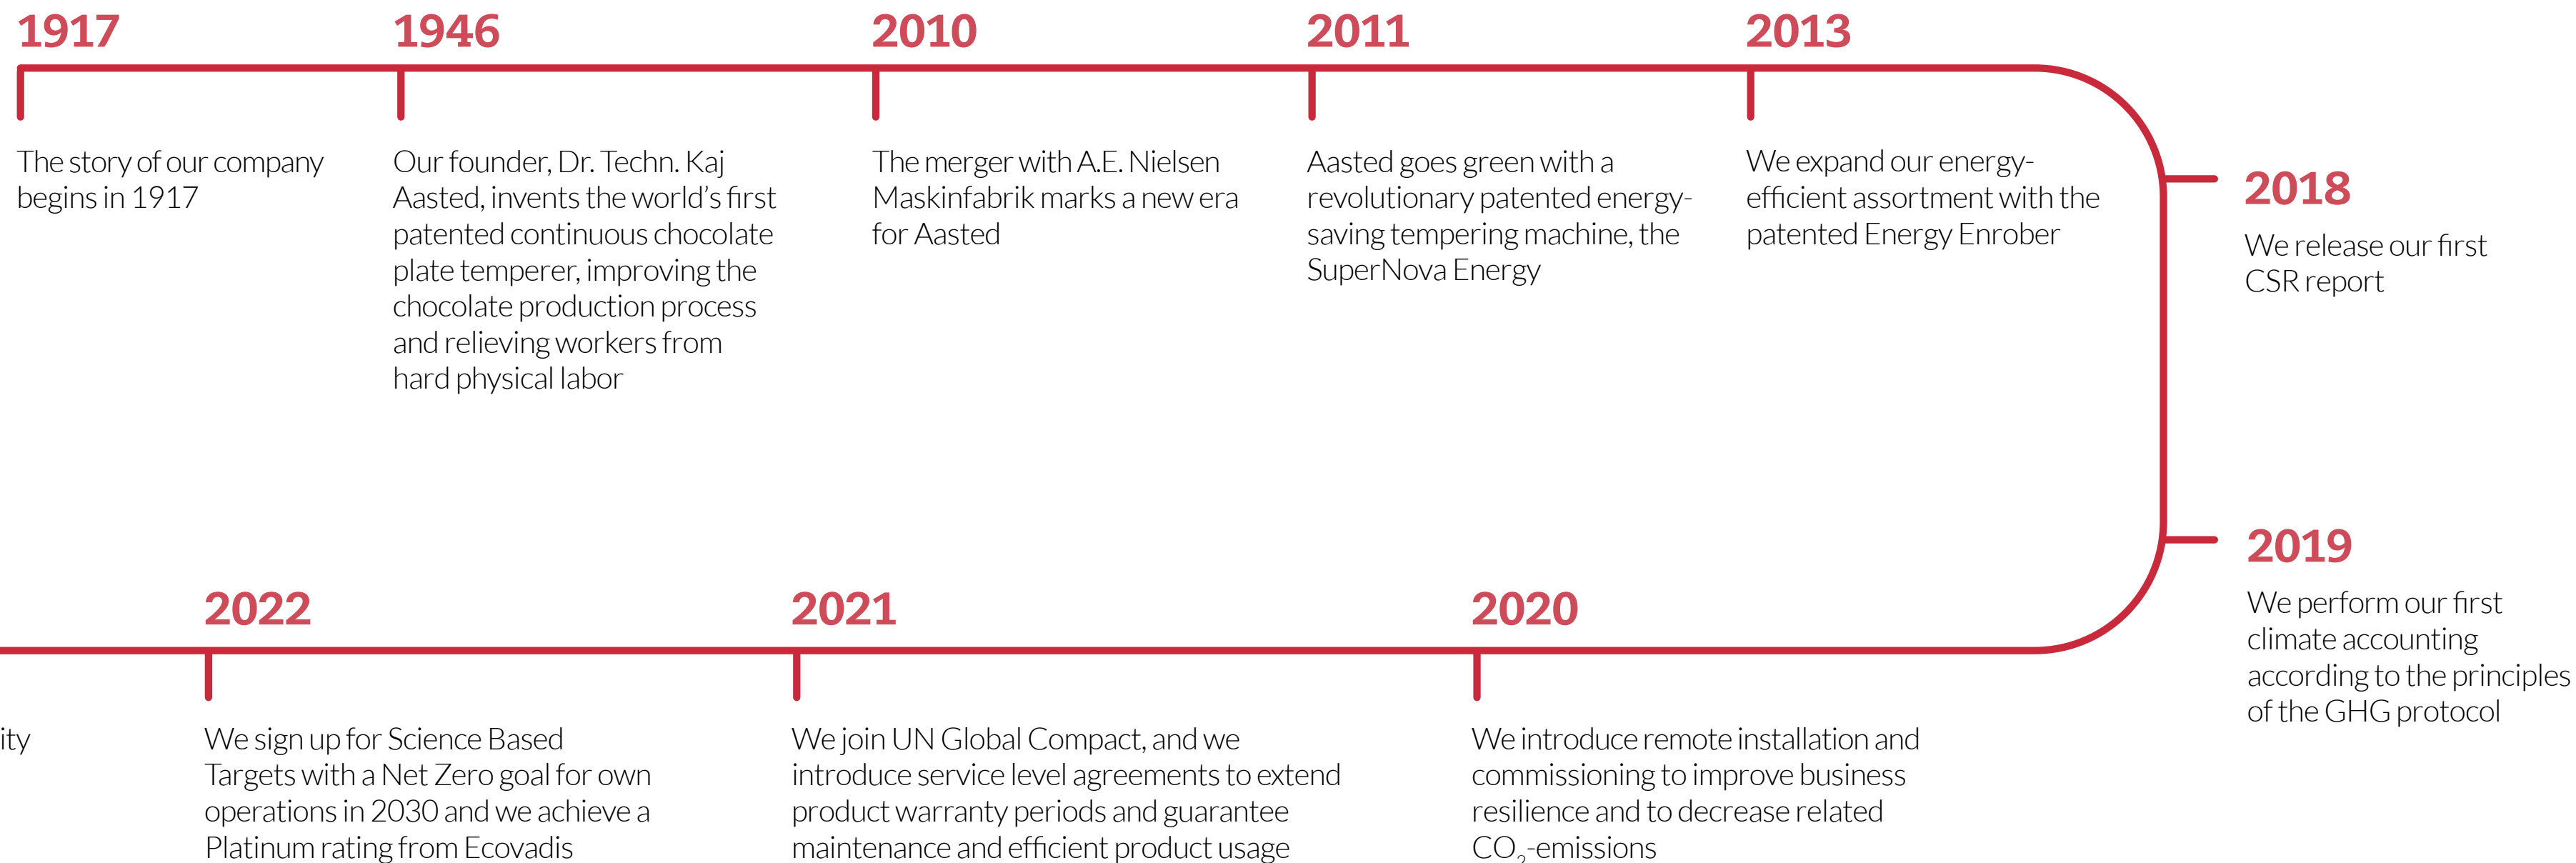 1917
The story of our company
begins in 1917
1946
Our founder, Dr. Techn. Kaj
Aasted, invents the world’s first
patented continuous chocolate
plate temperer, improving the
chocolate production process
and relieving workers from
hard physical labor
2010
The merger with A.E. Nielsen
Maskinfabrik marks a new era
for Aasted
2011
Aasted goes green with a
revolutionary patented energy-
saving tempering machine, the
SuperNova Energy
2013
We expand our energy-
efficient assortment with the
patented Energy Enrober
2018
We release our first
CSR report
2019
We perform our first
climate accounting
according to the principles
of the GHG protocol
2020
We introduce remote installation and
commissioning to improve business
resilience and to decrease related
CO₂-emissions
2021
We join UN Global Compact, and we
introduce service level agreements to extend
product warranty periods and guarantee
maintenance and efficient product usage
2022
We sign up for Science Based
Targets with a Net Zero goal for own
operations in 2030 and we achieve a
Platinum rating from Ecovadis
ity